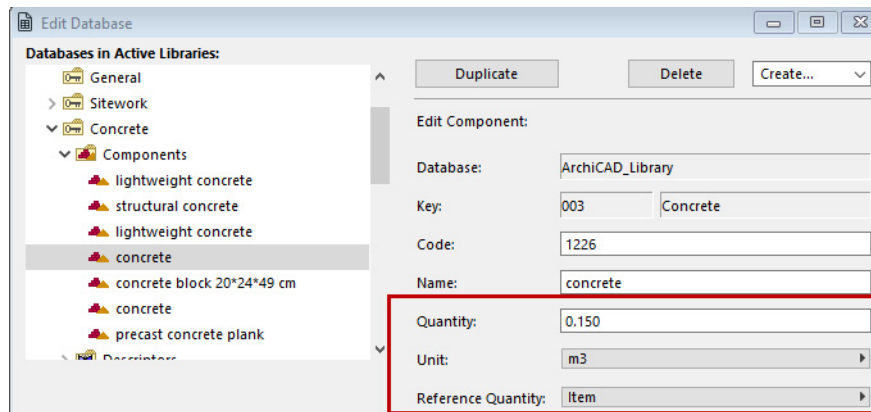 Edit Database
Databases in Active Libraries:
General
Sitework
Concrete
Components
lightweight concrete
structural concrete
lightweight concrete
concrete
concrete block 20*24*49 cm
concrete
precast concrete plank
Descriptors
Duplicate
Delete
Create...
Edit Component:
Database: ArchiCAD_Library
Key: 003 Concrete
Code: 1226
Name: concrete
Quantity: 0.150
Unit: m3
Reference Quantity: Item